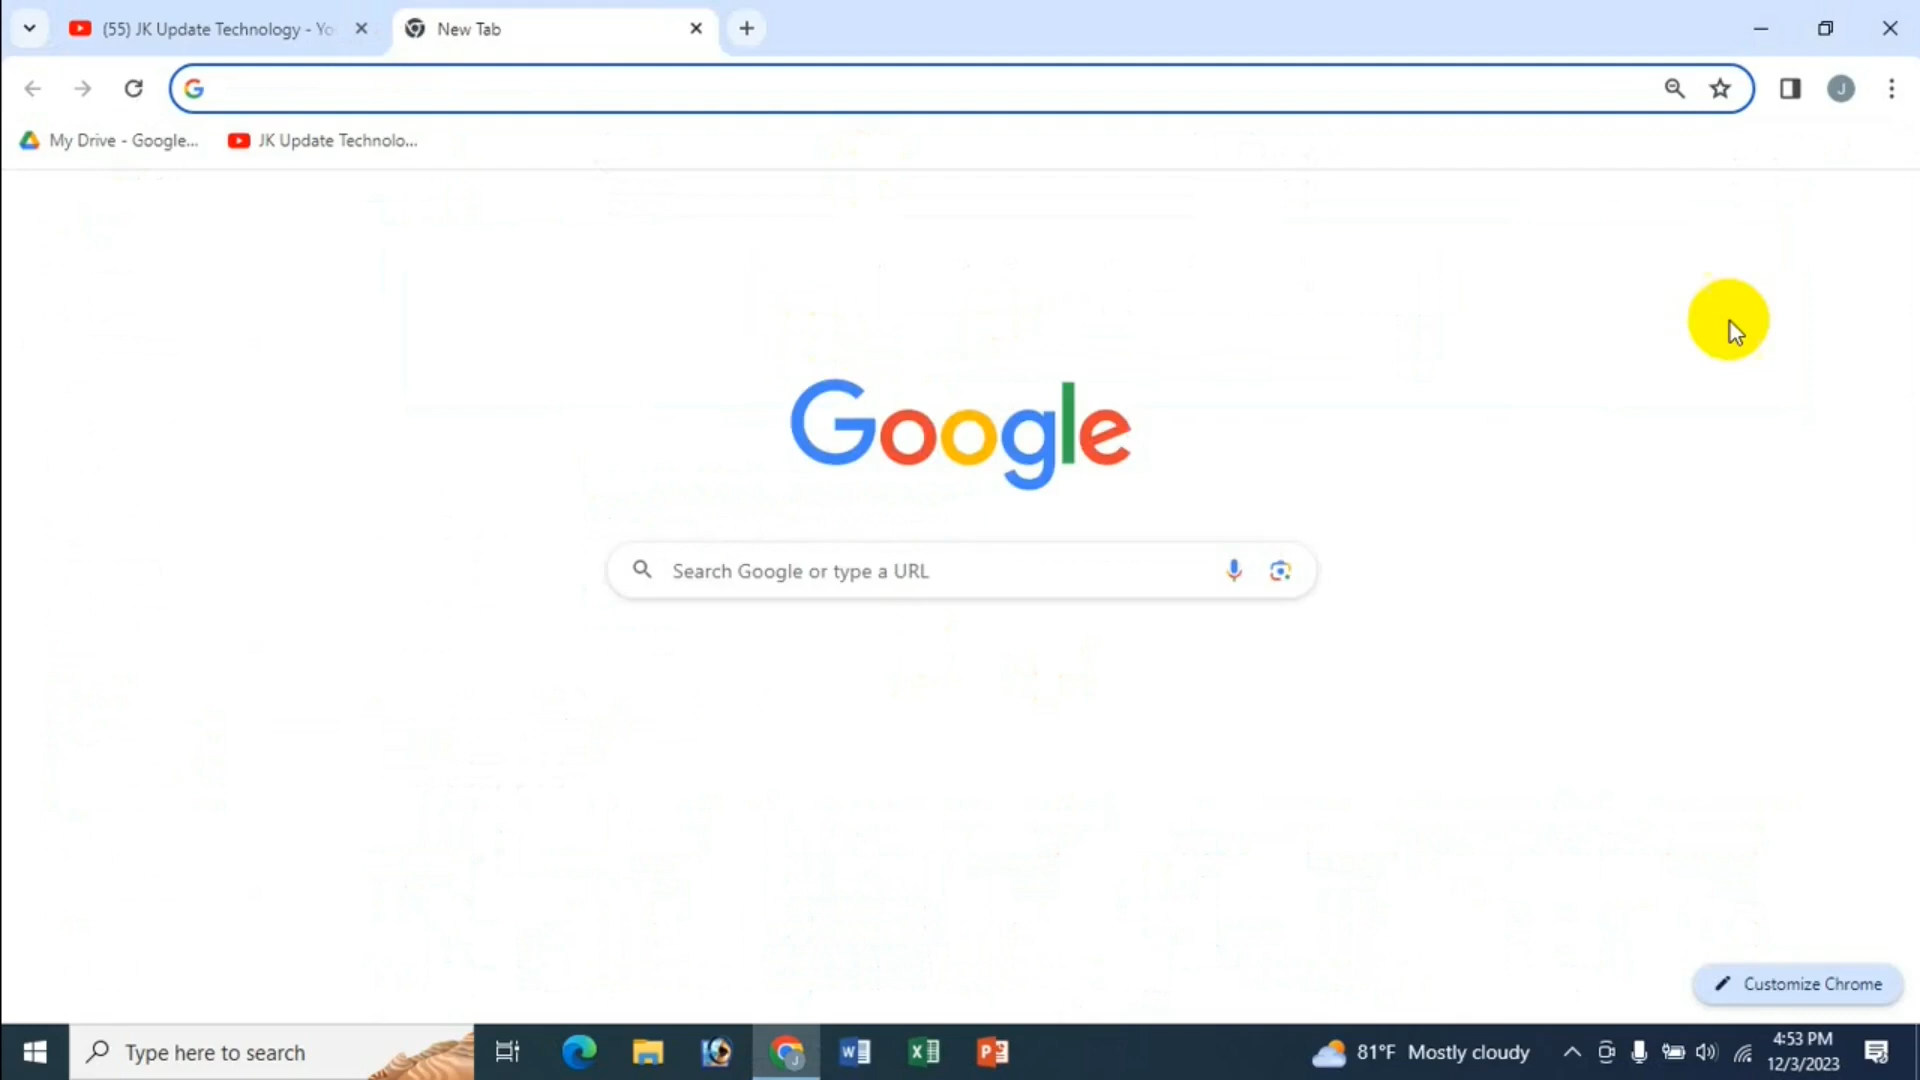 (55) JK Update Technology - Yo
New Tab
J
My Drive - Google...
JK Update Technolo...
Google
Search Google or type a URL
Customize Chrome
Type here to search
81°F Mostly cloudy
4:53 PM
12/3/2023